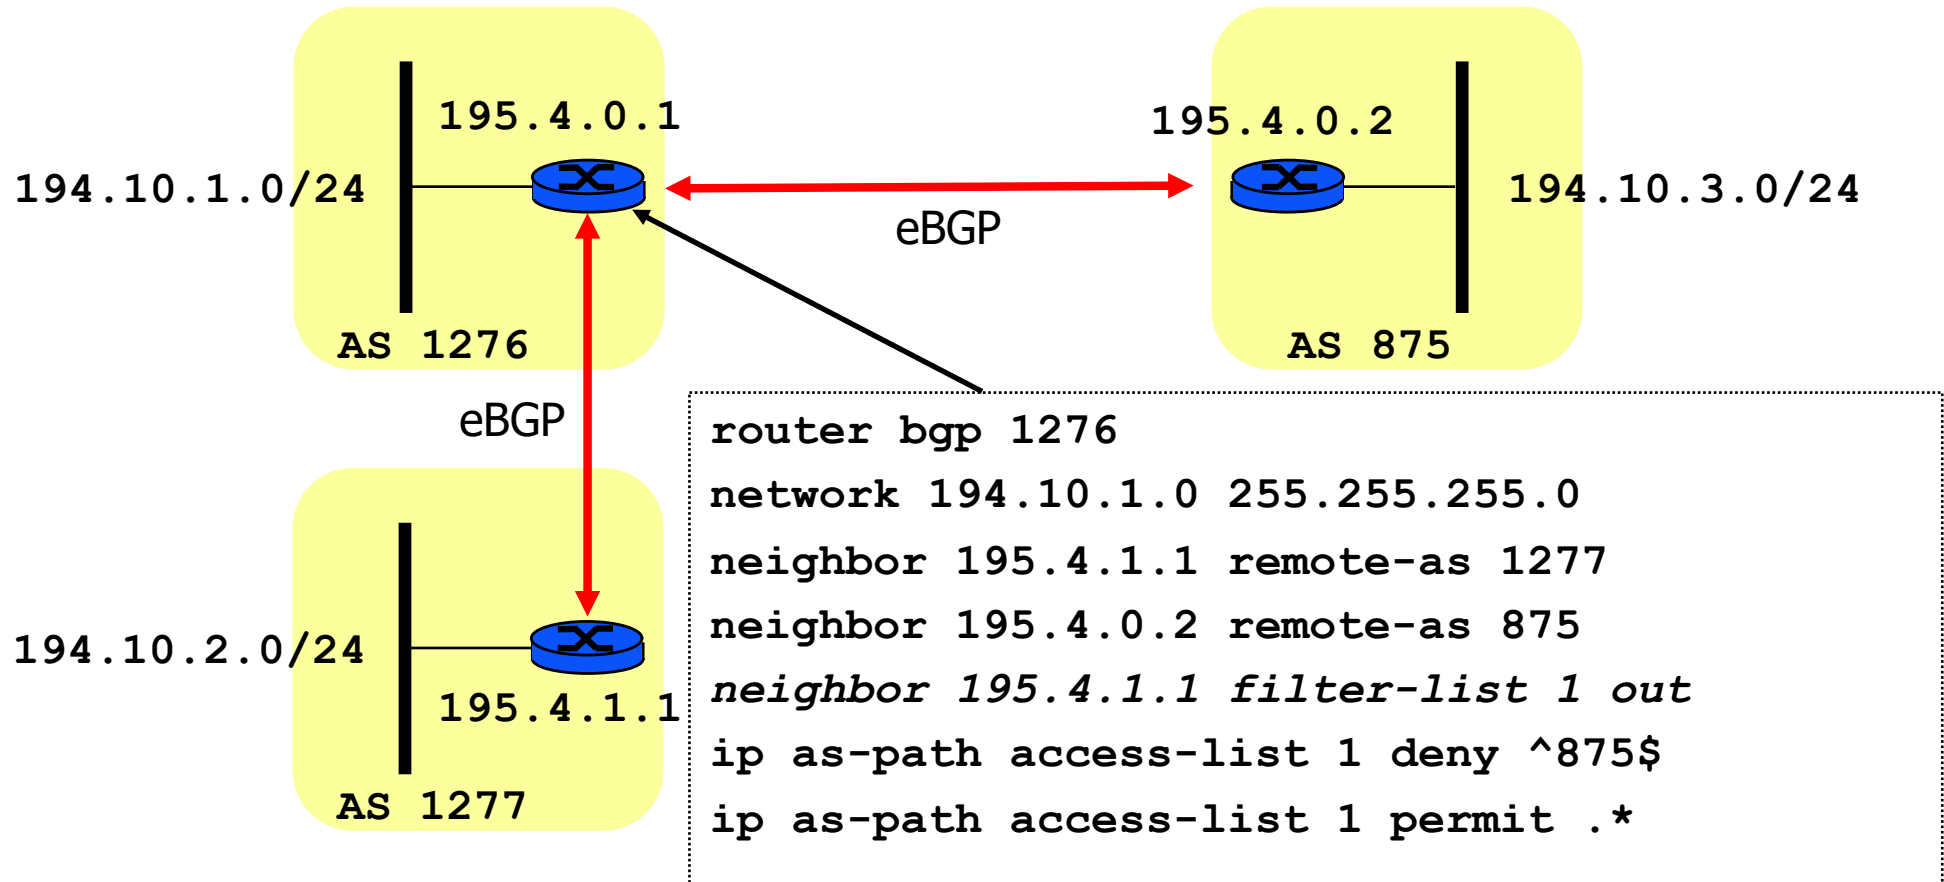 195.4.0.1
195.4.0.2
194.10.1.0/24
194.10.3.0/24
eBGP
AS 1276
AS 875
eBGP
router bgp 1276
network 194.10.1.0 255.255.255.0
neighbor 195.4.1.1 remote-as 1277
neighbor 195.4.0.2 remote-as 875
neighbor 195.4.1.1 filter-list 1 out
ip as-path access-list 1 deny ^875$
ip as-path access-list 1 permit .*
194.10.2.0/24
195.4.1.1
AS 1277